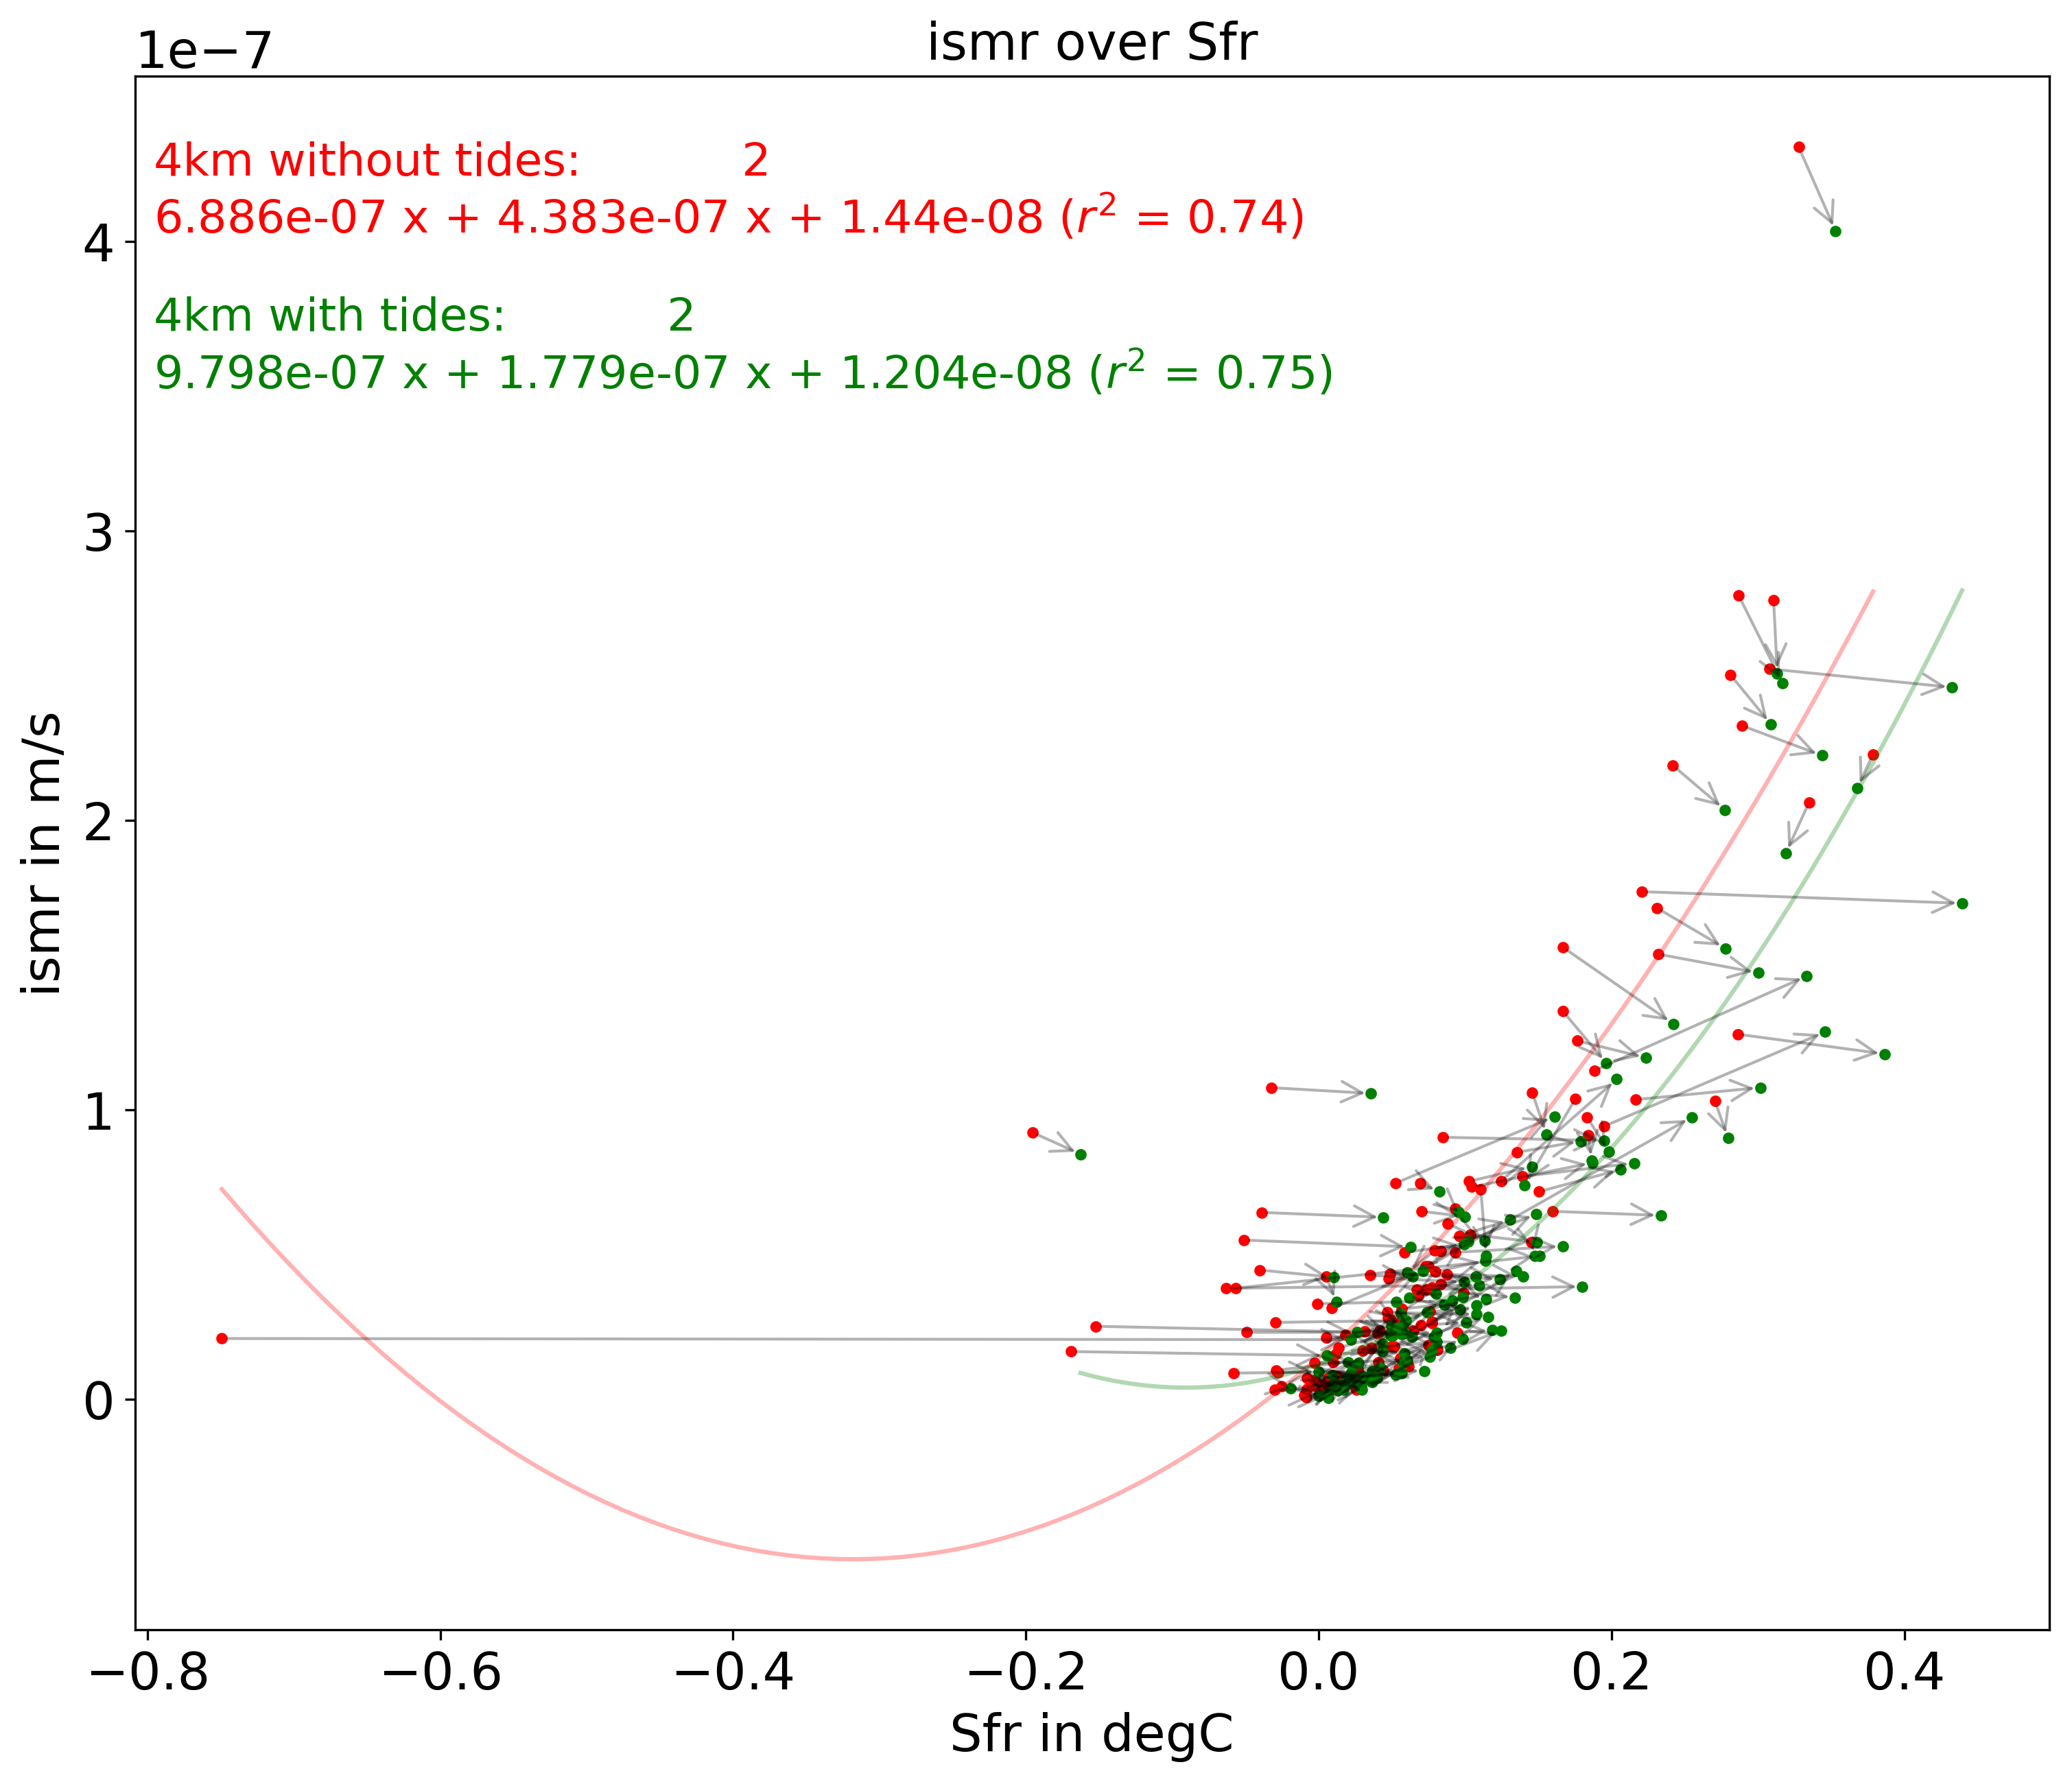 ismr over Sfr
1e−7
4km without tides: 2
6.886e-07 x + 4.383e-07 x + 1.44e-08 (r² = 0.74)
4km with tides: 2
9.798e-07 x + 1.779e-07 x + 1.204e-08 (r² = 0.75)
4
3
2
1
0
ismr in m/s
−0.8 −0.6 −0.4 −0.2 0.0 0.2 0.4
Sfr in degC